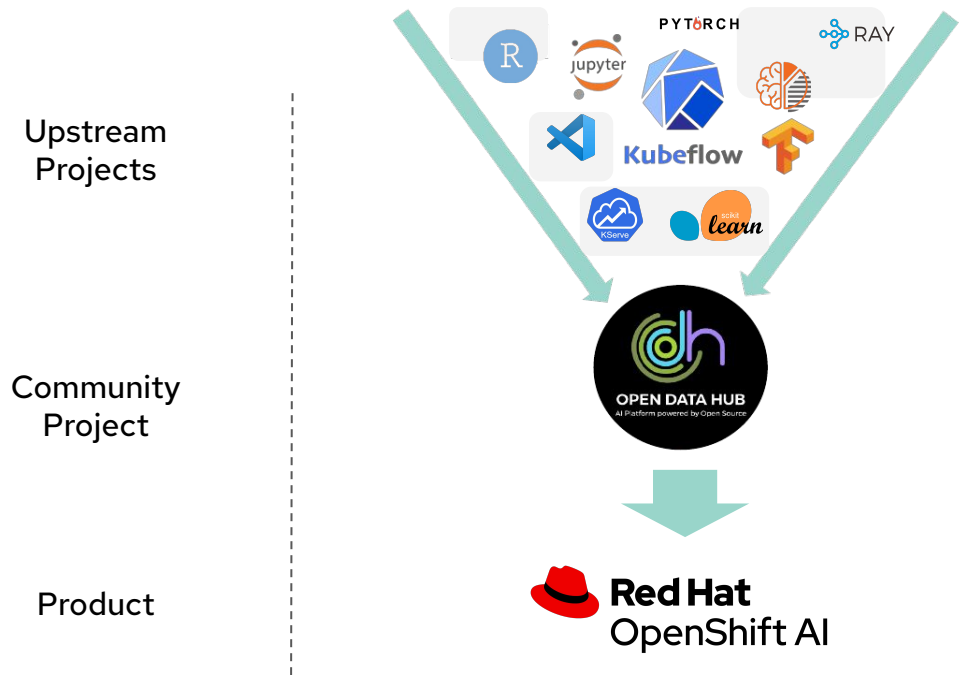 PYTORCH
RAY
R
jupyter
Upstream
Projects
Kubeflow
KServe
scikit
learn
Community
Project
OPEN DATA HUB
AI Platform powered by Open Source
Product
Red Hat
OpenShift AI